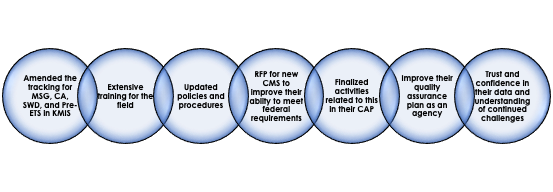 Amended the
tracking for
MSG, CA,
SWD, and Pre-
ETS in KMIS
Extensive
training for the
field
Updated
policies and
procedures
RFP for new
CMS to
improve their
ability to meet
federal
requirements
Finalized
activities
related to this
in their CAP
Improve their
quality
assurance
plan as an
agency
Trust and
confidence in
their data and
understanding
of continued
challenges